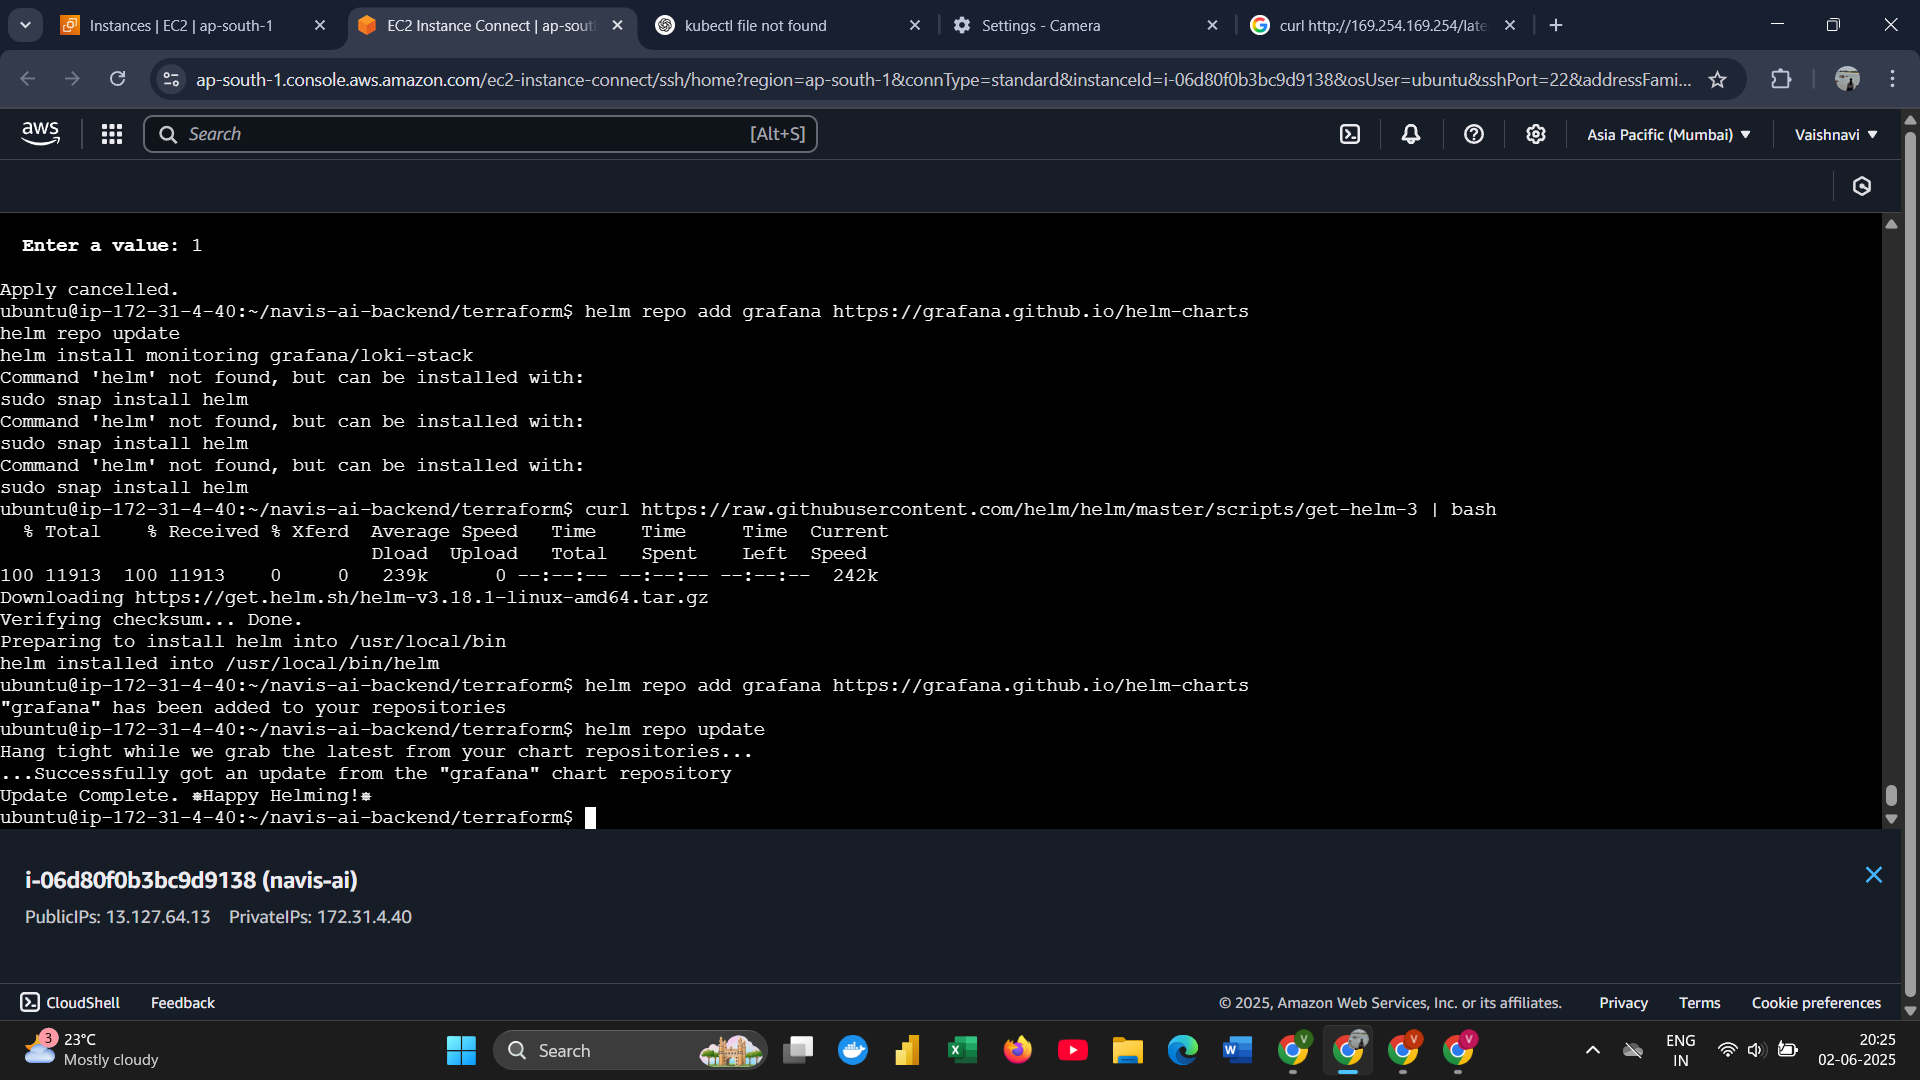 Instances | EC2 | ap-south-1
EC2 Instance Connect | ap-sout
kubectl file not found
Settings - Camera
curl http://169.254.169.254/late
ap-south-1.console.aws.amazon.com/ec2-instance-connect/ssh/home?region=ap-south-1&connType=standard&instanceId=i-06d80f0b3bc9d9138&osUser=ubuntu&sshPort=22&addressFami...
aws
Search
[Alt+S]
Asia Pacific (Mumbai)
Vaishnavi
Enter a value: 1
Apply cancelled.
ubuntu@ip-172-31-4-40:~/navis-ai-backend/terraform$ helm repo add grafana https://grafana.github.io/helm-charts
helm repo update
helm install monitoring grafana/loki-stack
Command 'helm' not found, but can be installed with:
sudo snap install helm
Command 'helm' not found, but can be installed with:
sudo snap install helm
Command 'helm' not found, but can be installed with:
sudo snap install helm
ubuntu@ip-172-31-4-40:~/navis-ai-backend/terraform$ curl https://raw.githubusercontent.com/helm/helm/master/scripts/get-helm-3 | bash
  % Total    % Received % Xferd  Average Speed   Time    Time     Time  Current
                                 Dload  Upload   Total   Spent    Left  Speed
100 11913  100 11913    0     0   239k      0 --:--:-- --:--:-- --:--:--  242k
Downloading https://get.helm.sh/helm-v3.18.1-linux-amd64.tar.gz
Verifying checksum... Done.
Preparing to install helm into /usr/local/bin
helm installed into /usr/local/bin/helm
ubuntu@ip-172-31-4-40:~/navis-ai-backend/terraform$ helm repo add grafana https://grafana.github.io/helm-charts
"grafana" has been added to your repositories
ubuntu@ip-172-31-4-40:~/navis-ai-backend/terraform$ helm repo update
Hang tight while we grab the latest from your chart repositories...
...Successfully got an update from the "grafana" chart repository
Update Complete. ⎈Happy Helming!⎈
ubuntu@ip-172-31-4-40:~/navis-ai-backend/terraform$
i-06d80f0b3bc9d9138 (navis-ai)
PublicIPs: 13.127.64.13    PrivateIPs: 172.31.4.40
CloudShell
Feedback
© 2025, Amazon Web Services, Inc. or its affiliates.
Privacy
Terms
Cookie preferences
3
23°C
Mostly cloudy
Search
W
V
V
V
ENG
IN
20:25
02-06-2025